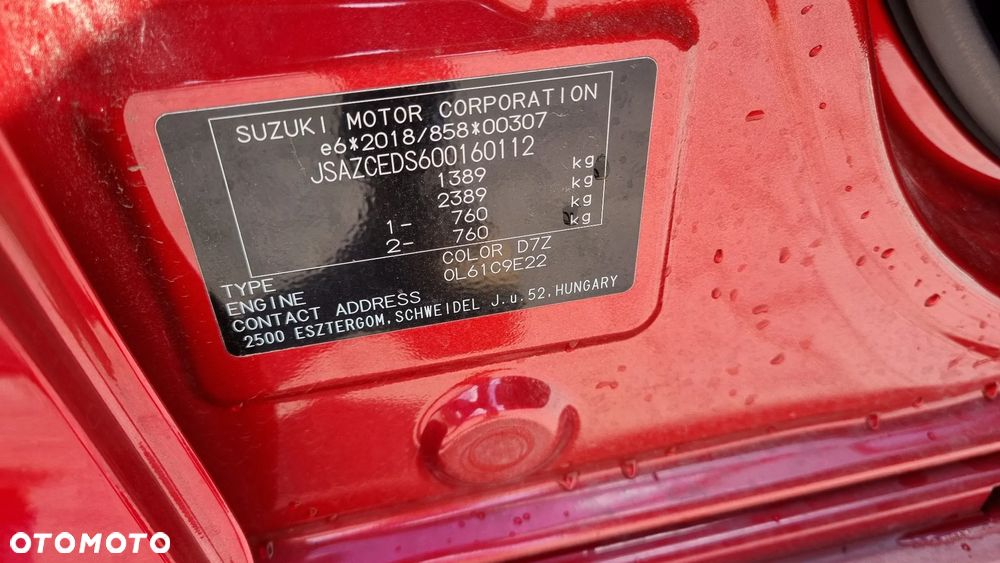 SUZUKI MOTOR CORPORATION
e6*2018/858*00307
JSAZCEDS600160112
1389 kg
2389 kg
1- 760 kg
2- 760 kg
COLOR D7Z
TYPE OL61C9E22
ENGINE
CONTACT ADDRESS
2500 ESZTERGOM, SCHWEIDEL J.u.52, HUNGARY
OTOMOTO